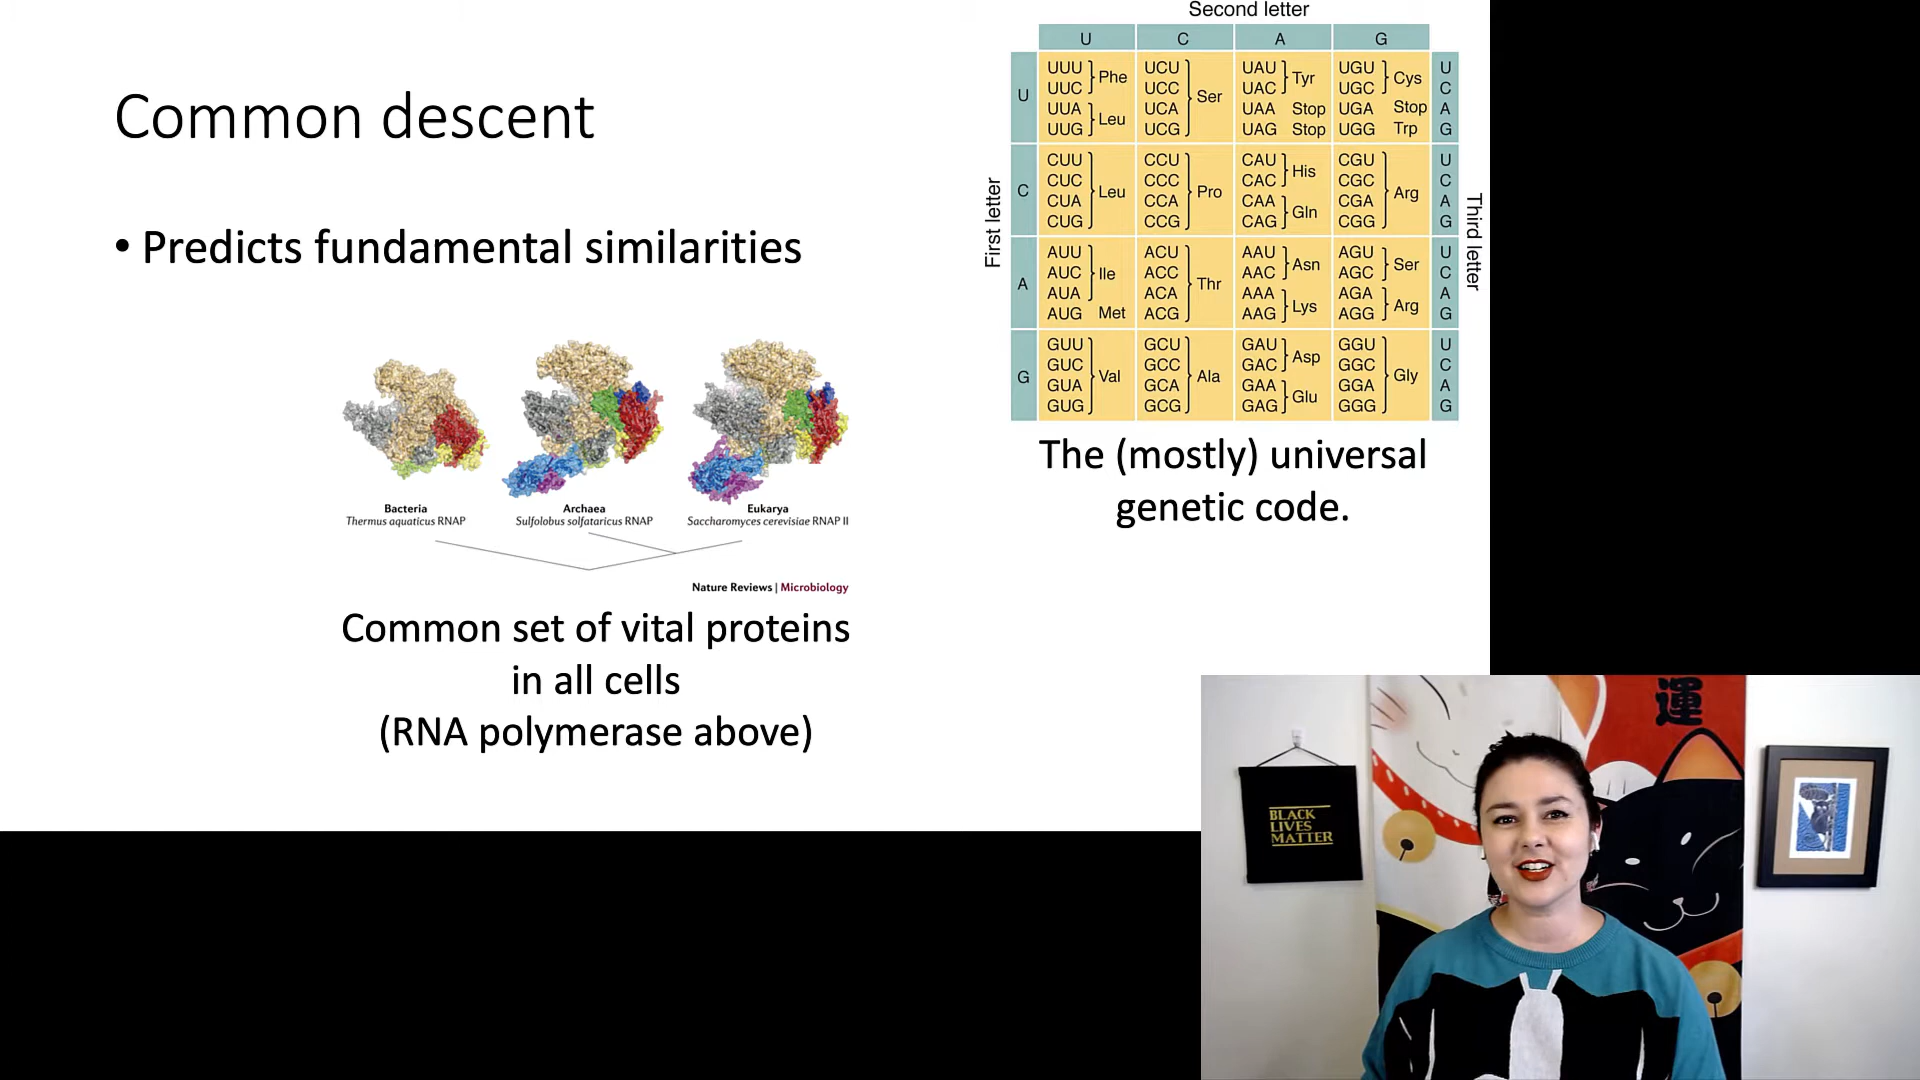 Common descent
• Predicts fundamental similarities
Bacteria
Thermus aquaticus RNAP
Archaea
Sulfolobus solfataricus RNAP
Eukarya
Saccharomyces cerevisiae RNAP II
Nature Reviews | Microbiology
Common set of vital proteins
in all cells
(RNA polymerase above)
Second letter
U C A G
First letter
Third letter
U
UUU UUC Phe
UUA UUG Leu
UCU UCC UCA UCG Ser
UAU UAC Tyr
UAA Stop
UAG Stop
UGU UGC Cys
UGA Stop
UGG Trp
U C A G
C
CUU CUC CUA CUG Leu
CCU CCC CCA CCG Pro
CAU CAC His
CAA CAG Gln
CGU CGC CGA CGG Arg
U C A G
A
AUU AUC AUA Ile
AUG Met
ACU ACC ACA ACG Thr
AAU AAC Asn
AAA AAG Lys
AGU AGC Ser
AGA AGG Arg
U C A G
G
GUU GUC GUA GUG Val
GCU GCC GCA GCG Ala
GAU GAC Asp
GAA GAG Glu
GGU GGC GGA GGG Gly
U C A G
The (mostly) universal
genetic code.
運
BLACK
LIVES
MATTER